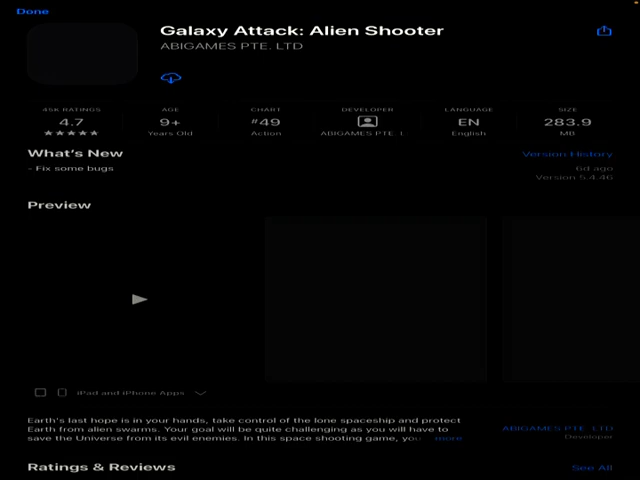 Done
Galaxy Attack: Alien Shooter
ABIGAMES PTE. LTD
45K RATINGS
4.7
★★★★★
AGE
9+
Years Old
CHART
#49
Action
DEVELOPER
ABIGAMES PTE. L
LANGUAGE
EN
English
SIZE
283.9
MB
What's New
Version History
- Fix some bugs
6d ago
Version 5.4.46
Preview
iPad and iPhone Apps
Earth's last hope is in your hands, take control of the lone spaceship and protect
Earth from alien swarms. Your goal will be quite challenging as you will have to
save the Universe from its evil enemies. In this space shooting game, you more
ABIGAMES PTE. LTD
Developer
Ratings & Reviews
See All